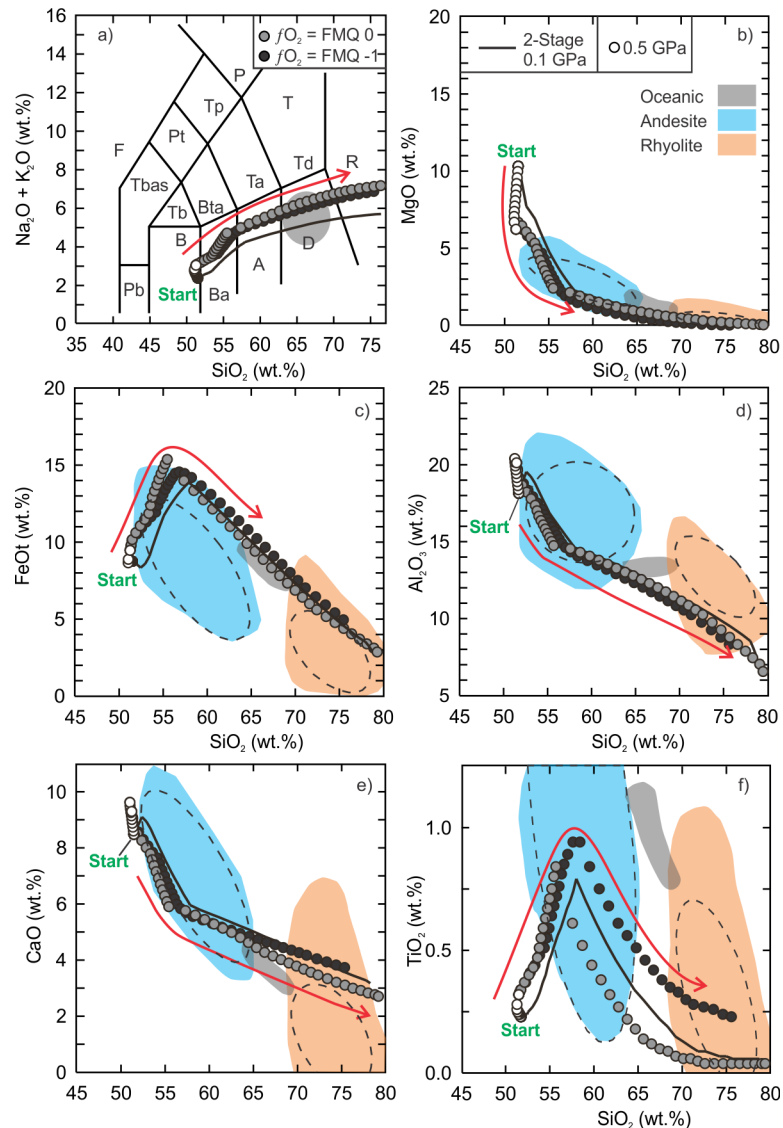 a)
ƒO₂ = FMQ 0
ƒO₂ = FMQ -1
16
14
12
10
8
6
4
2
0
Na₂O + K₂O (wt.%)
P
T
Tp
Pt
F
Tbas
Tb
Bta
Ta
Td
R
B
Pb
Ba
A
D
Start
35 40 45 50 55 60 65 70 75
SiO₂ (wt.%)
b)
2-Stage
0.1 GPa
0.5 GPa
Oceanic
Andesite
Rhyolite
20
15
10
5
0
MgO (wt.%)
Start
45 50 55 60 65 70 75 80
SiO₂ (wt.%)
c)
20
15
10
5
0
FeOt (wt.%)
Start
45 50 55 60 65 70 75 80
SiO₂ (wt.%)
d)
25
20
15
10
5
Al₂O₃ (wt.%)
Start
45 50 55 60 65 70 75 80
SiO₂ (wt.%)
e)
10
8
6
4
2
0
CaO (wt.%)
Start
45 50 55 60 65 70 75 80
SiO₂ (wt.%)
f)
1.0
0.5
0.0
TiO₂ (wt.%)
Start
45 50 55 60 65 70 75 80
SiO₂ (wt.%)